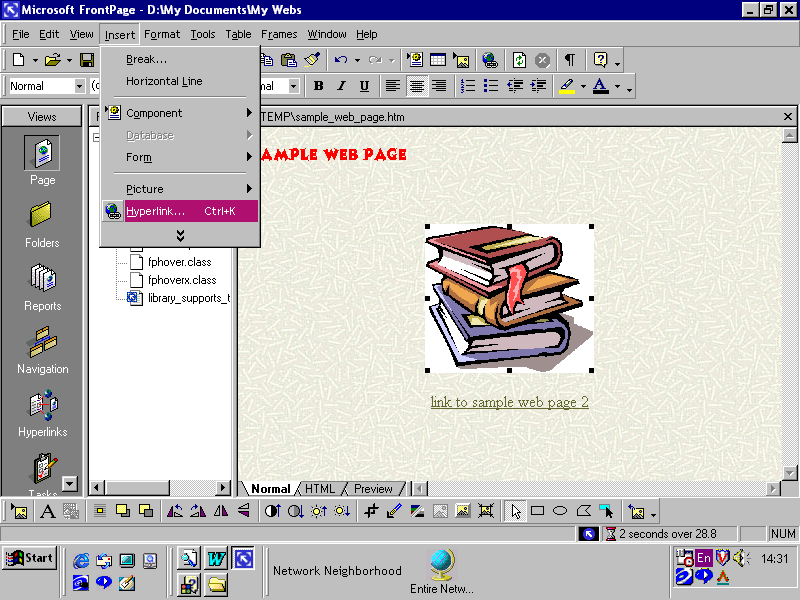 Microsoft FrontPage - D:\My Documents\My Webs
File Edit View Insert Format Tools Table Frames Window Help
Normal
Views
TEMP\sample_web_page.htm
Break...
Horizontal Line
Component
Database
Form
Picture
Hyperlink... Ctrl+K
Page
Folders
Reports
Navigation
Hyperlinks
Tasks
fphover.class
fphoverx.class
library_supports_t
AMPLE WEB PAGE
link to sample web page 2
Normal HTML Preview
2 seconds over 28.8
NUM
Start
Network Neighborhood
Entire Netw...
En
14:31